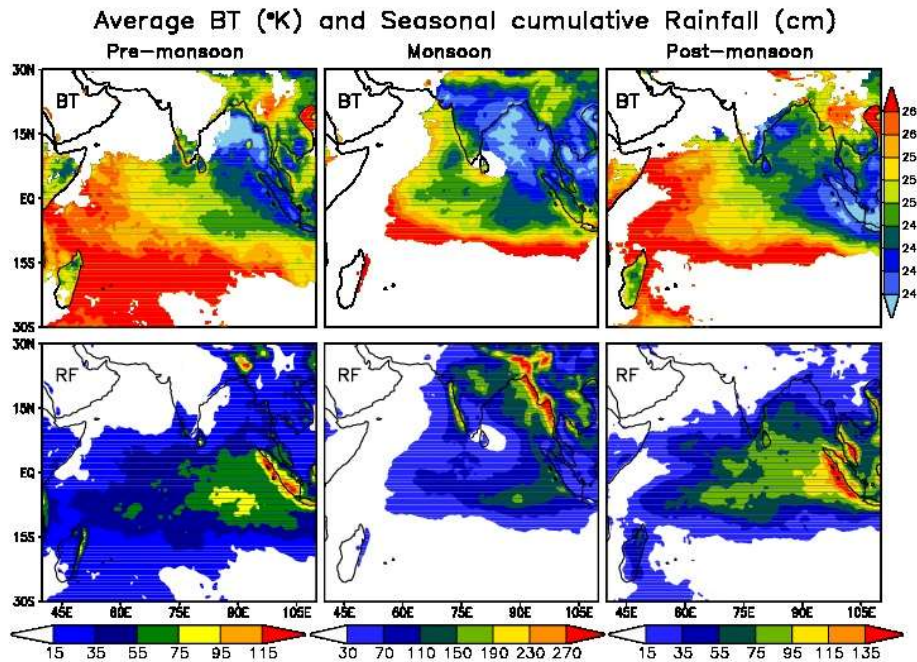 Average BT (°K) and Seasonal cumulative Rainfall (cm)
Pre-monsoon Monsoon Post-monsoon
30N BT BT BT
15N
EQ
15S
30S
26
26
25
25
24
24
24
24
30N RF RF RF
15N
EQ
15S
30S
45E 60E 75E 90E 105E 45E 60E 75E 90E 105E 45E 60E 75E 90E 105E
15 35 55 75 95 115 30 70 110 150 190 230 270 15 35 55 75 95 115 135